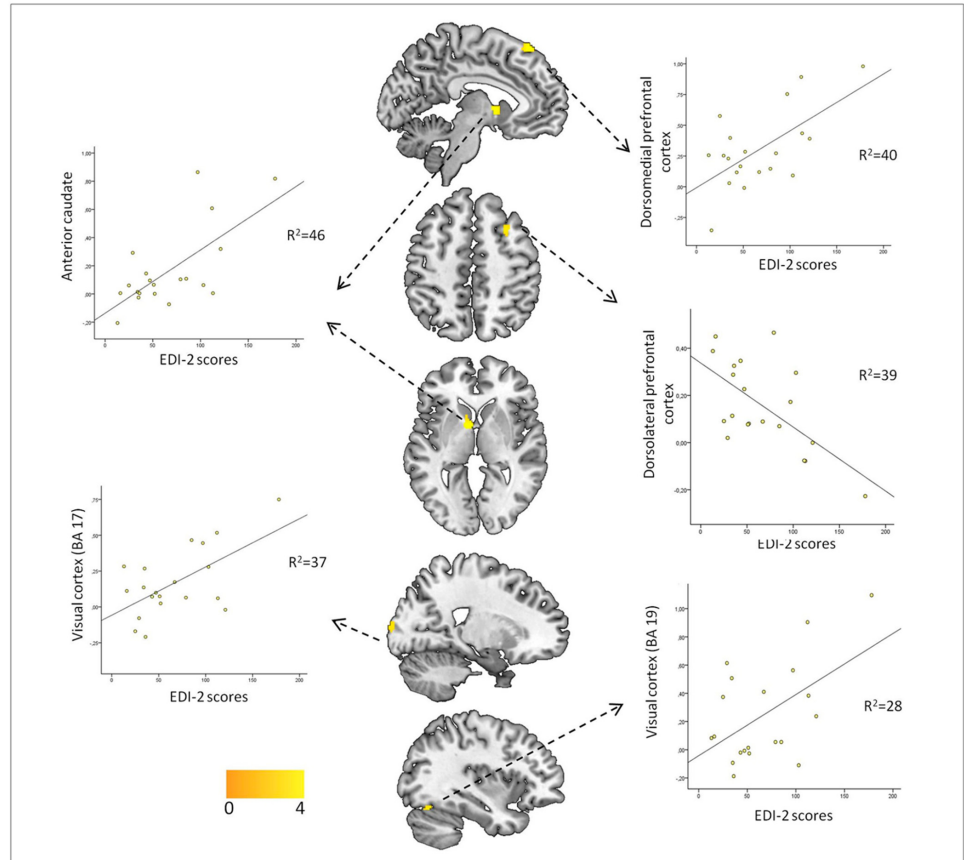 Anterior caudate
1,00
,80
,60
,40
,20
,00
-,20
0 50 100 150 200
EDI-2 scores
R²=46
Dorsomedial prefrontal
cortex
1,00
,75
,50
,25
,00
-,25
0 50 100 150 200
EDI-2 scores
R²=40
Dorsolateral prefrontal
cortex
0,40
0,20
0,00
-0,20
0 50 100 150 200
EDI-2 scores
R²=39
Visual cortex (BA 17)
,75
,50
,25
,00
-,25
0 50 100 150 200
EDI-2 scores
R²=37
Visual cortex (BA 19)
1,00
,80
,60
,40
,20
,00
-,20
0 50 100 150 200
EDI-2 scores
R²=28
0 4